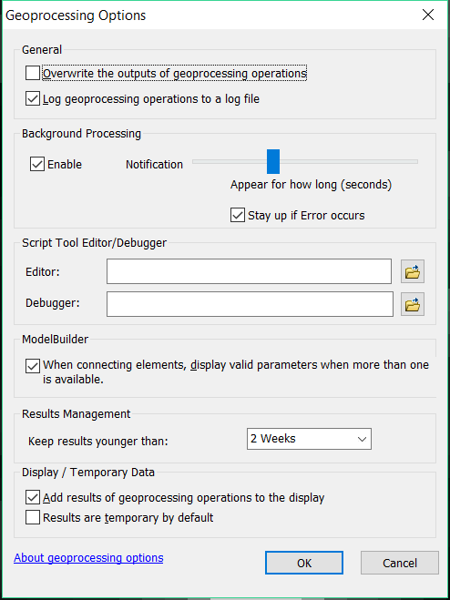 Geoprocessing Options
General
Overwrite the outputs of geoprocessing operations
Log geoprocessing operations to a log file
Background Processing
Enable
Notification
Appear for how long (seconds)
Stay up if Error occurs
Script Tool Editor/Debugger
Editor:
Debugger:
ModelBuilder
When connecting elements, display valid parameters when more than one
is available.
Results Management
Keep results younger than:
2 Weeks
Display / Temporary Data
Add results of geoprocessing operations to the display
Results are temporary by default
About geoprocessing options
OK
Cancel